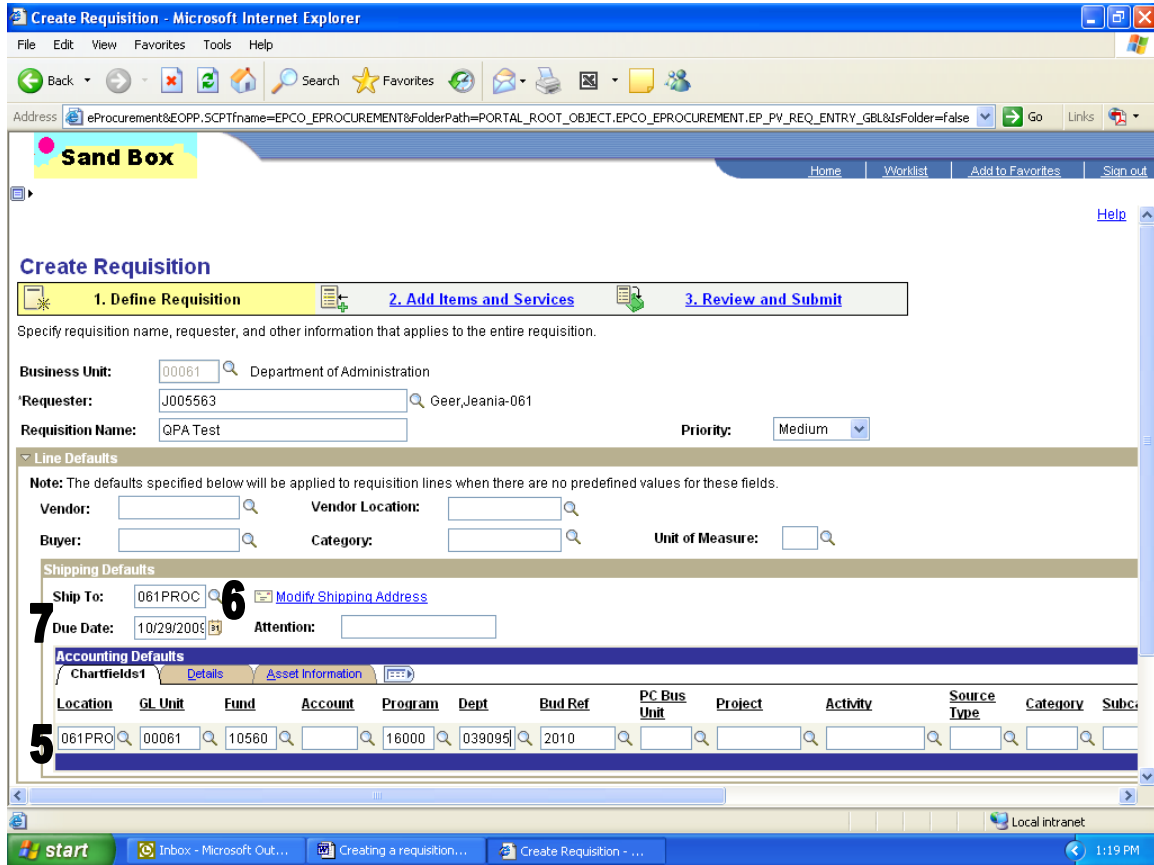 Create Requisition - Microsoft Internet Explorer
File Edit View Favorites Tools Help
Back Search Favorites
Address eProcurement&EOPP.SCPTfname=EPCO_EPROCUREMENT&FolderPath=PORTAL_ROOT_OBJECT.EPCO_EPROCUREMENT.EP_PV_REQ_ENTRY_GBL&IsFolder=false Go Links
Sand Box
Home Worklist Add to Favorites Sign out
Help
Create Requisition
1. Define Requisition 2. Add Items and Services 3. Review and Submit
Specify requisition name, requester, and other information that applies to the entire requisition.
Business Unit: 00061 Department of Administration
*Requester: J005563 Geer,Jeania-061
Requisition Name: QPA Test Priority: Medium
Line Defaults
Note: The defaults specified below will be applied to requisition lines when there are no predefined values for these fields.
Vendor: Vendor Location:
Buyer: Category: Unit of Measure:
Shipping Defaults
Ship To: 061PROC 6 Modify Shipping Address
7 Due Date: 10/29/2009 31 Attention:
Accounting Defaults
Chartfields1 Details Asset Information
Location GL Unit Fund Account Program Dept Bud Ref PC Bus Unit Project Activity Source Type Category Subca
5 061PRO 00061 10560 16000 039095 2010
Local intranet
start Inbox - Microsoft Out... Creating a requisition... Create Requisition - ... 1:19 PM